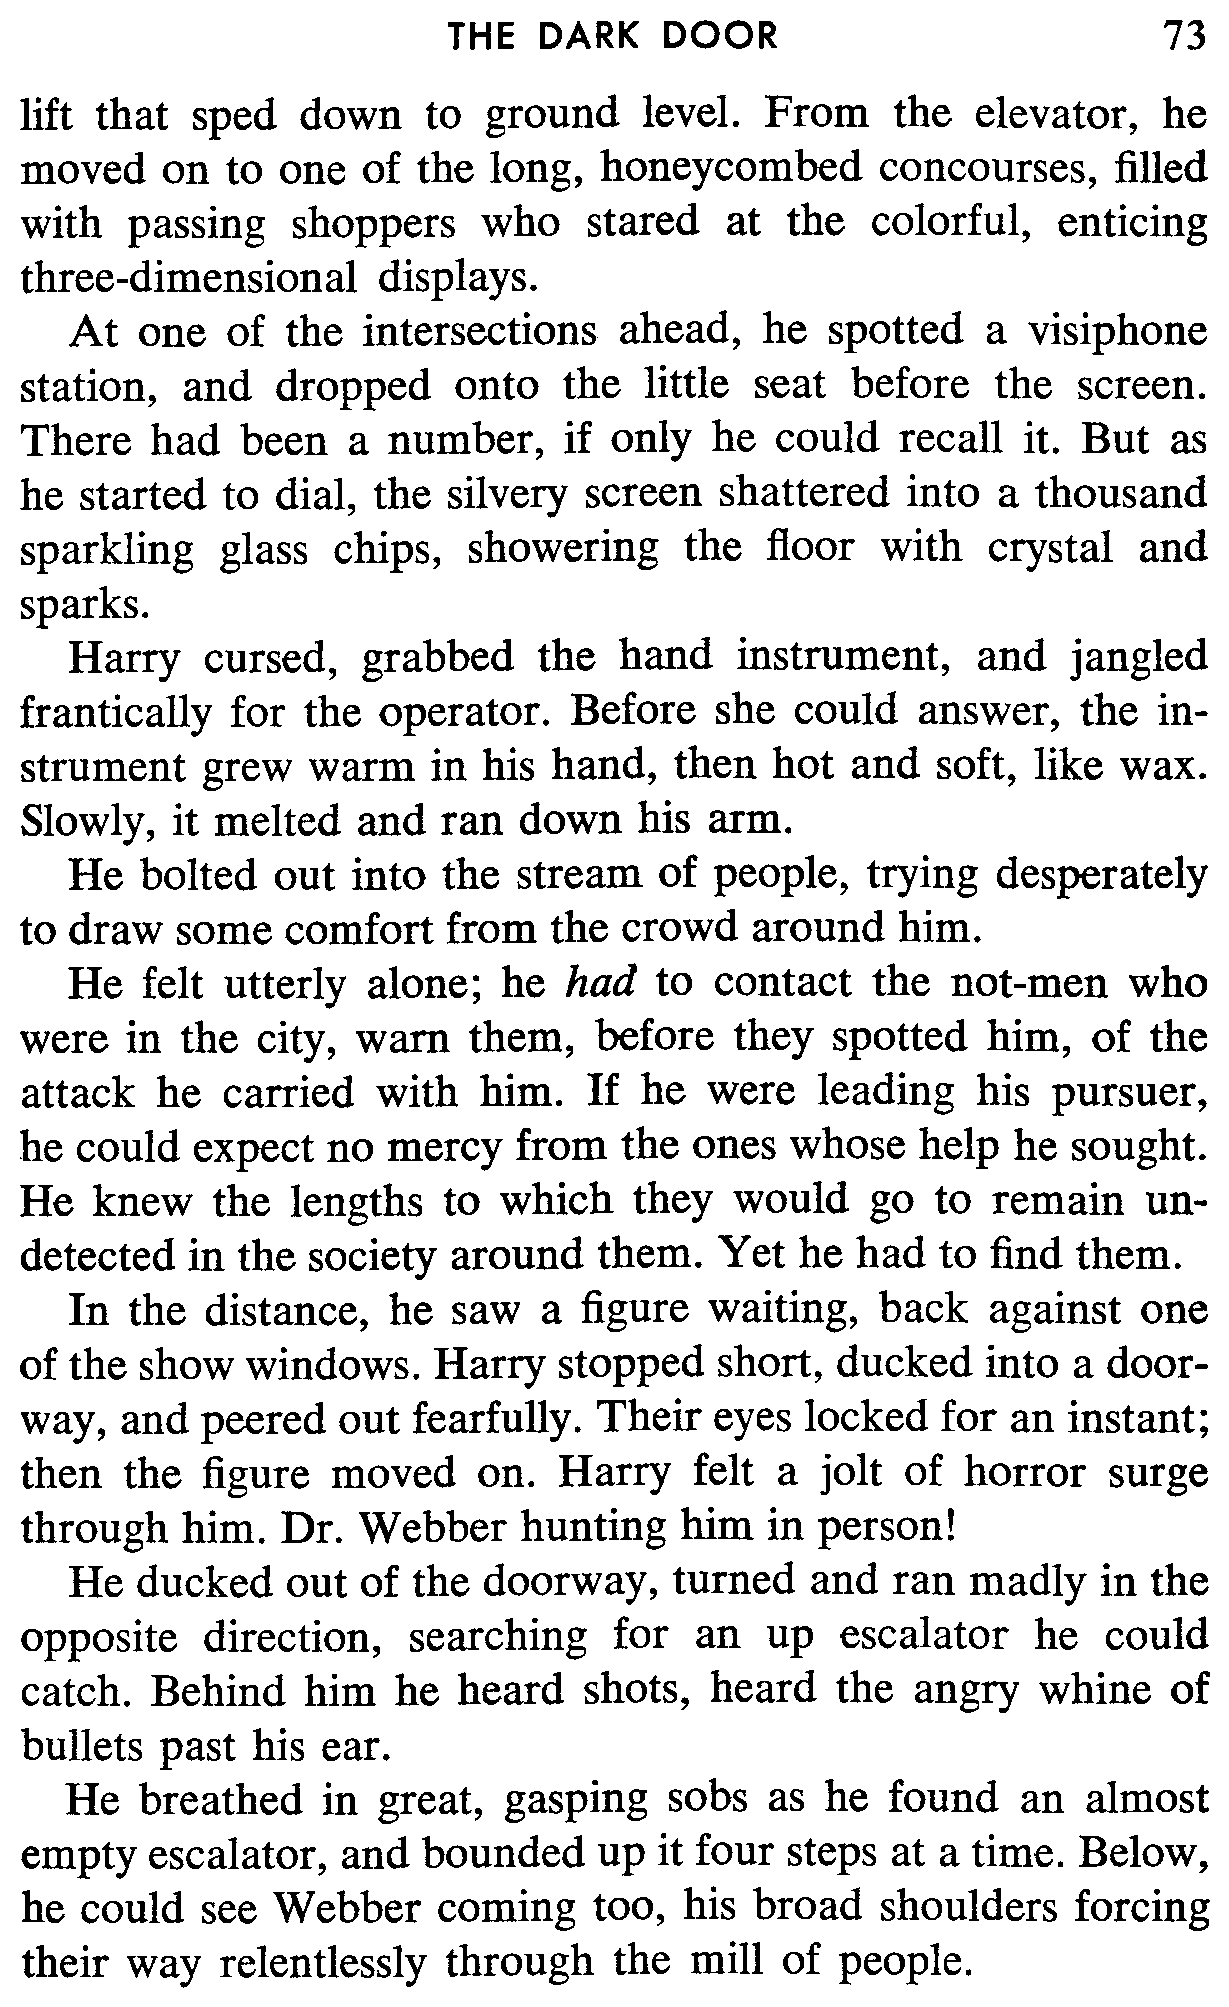 THE DARK DOOR 73
lift that sped down to ground level. From the elevator, he
moved on to one of the long, honeycombed concourses, filled
with passing shoppers who stared at the colorful, enticing
three-dimensional displays.
At one of the intersections ahead, he spotted a visiphone
station, and dropped onto the little seat before the screen.
There had been a number, if only he could recall it. But as
he started to dial, the silvery screen shattered into a thousand
sparkling glass chips, showering the floor with crystal and
sparks.
Harry cursed, grabbed the hand instrument, and jangled
frantically for the operator. Before she could answer, the in-
strument grew warm in his hand, then hot and soft, like wax.
Slowly, it melted and ran down his arm.
He bolted out into the stream of people, trying desperately
to draw some comfort from the crowd around him.
He felt utterly alone; he had to contact the not-men who
were in the city, warn them, before they spotted him, of the
attack he carried with him. If he were leading his pursuer,
he could expect no mercy from the ones whose help he sought.
He knew the lengths to which they would go to remain un-
detected in the society around them. Yet he had to find them.
In the distance, he saw a figure waiting, back against one
of the show windows. Harry stopped short, ducked into a door-
way, and peered out fearfully. Their eyes locked for an instant;
then the figure moved on. Harry felt a jolt of horror surge
through him. Dr. Webber hunting him in person!
He ducked out of the doorway, turned and ran madly in the
opposite direction, searching for an up escalator he could
catch. Behind him he heard shots, heard the angry whine of
bullets past his ear.
He breathed in great, gasping sobs as he found an almost
empty escalator, and bounded up it four steps at a time. Below,
he could see Webber coming too, his broad shoulders forcing
their way relentlessly through the mill of people.